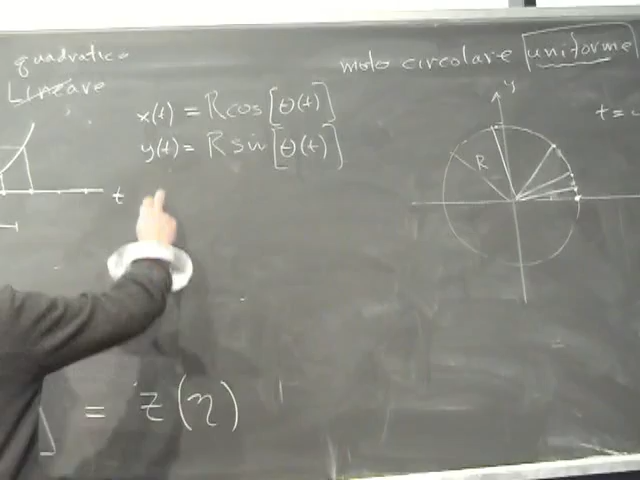 quadratico
Lineare
x(t) = R cos [θ(t)]
y(t) = R sin [θ(t)]
t
= z(η)
moto circolare uniforme
y
R
t =